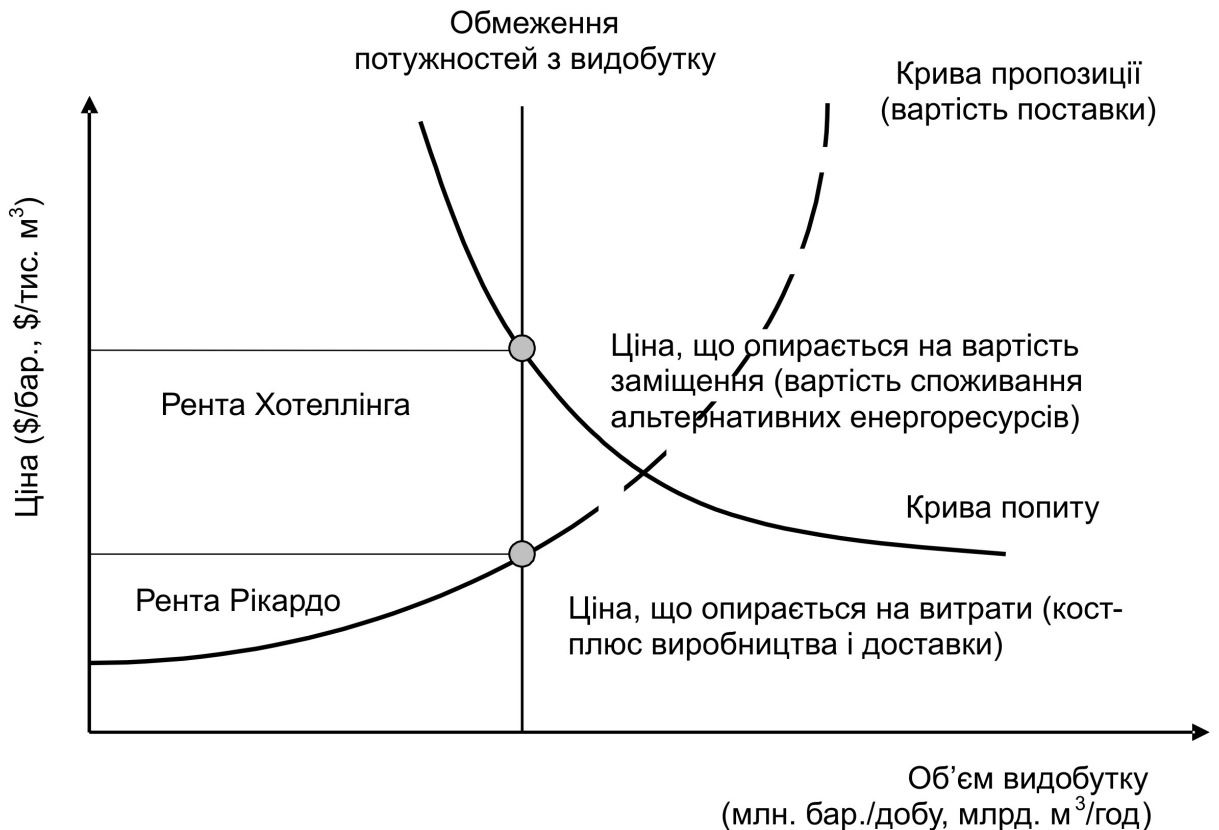 Обмеження
потужностей з видобутку
Крива пропозиції
(вартість поставки)
Ціна ($/бар., $/тис. м³)
Ціна, що опирається на вартість
заміщення (вартість споживання
альтернативних енергоресурсів)
Рента Хотеллінга
Крива попиту
Рента Рікардо
Ціна, що опирається на витрати (кост-
плюс виробництва і доставки)
Об’єм видобутку
(млн. бар./добу, млрд. м³/год)